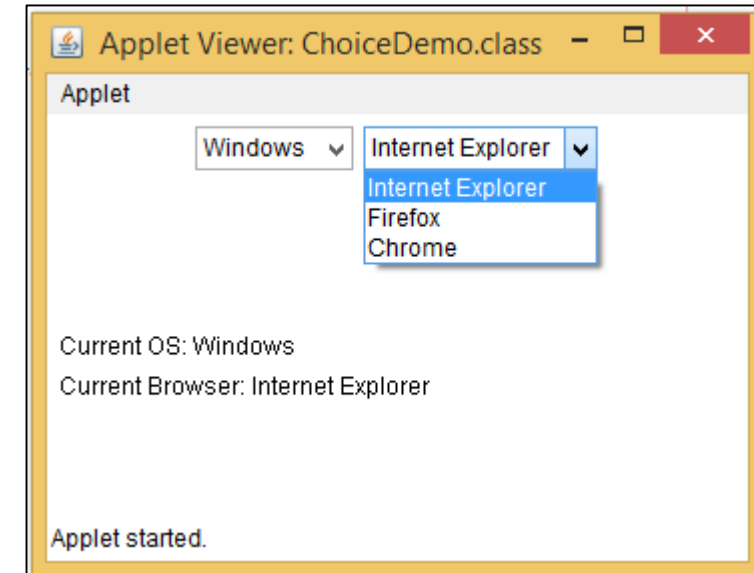 Applet Viewer: ChoiceDemo.class
Applet
Windows Internet Explorer
Internet Explorer
Firefox
Chrome
Current OS: Windows
Current Browser: Internet Explorer
Applet started.